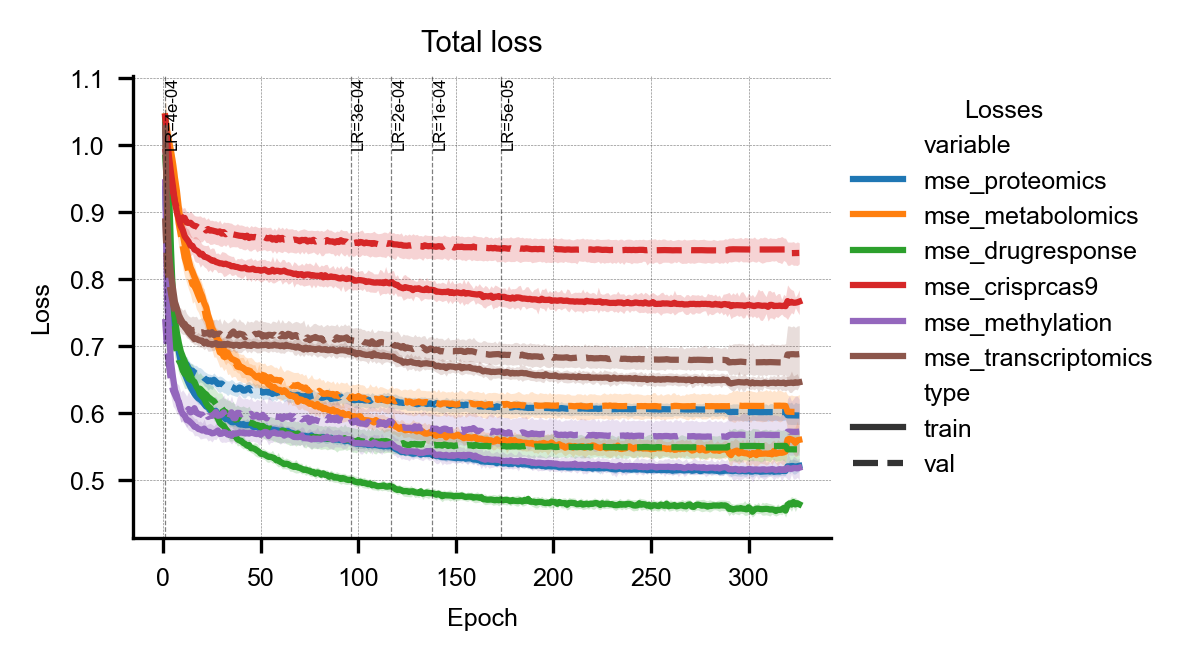 Total loss
Loss
1.1
1.0
0.9
0.8
0.7
0.6
0.5
LR=4e-04
LR=3e-04
LR=2e-04
LR=1e-04
LR=5e-05
0
50
100
150
200
250
300
Epoch
Losses
variable
mse_proteomics
mse_metabolomics
mse_drugresponse
mse_crisprcas9
mse_methylation
mse_transcriptomics
type
train
val